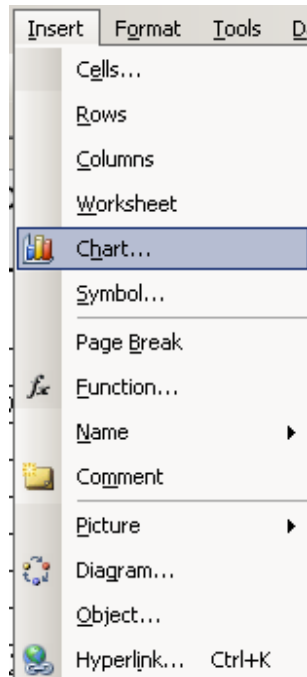 Insert Format Tools D
Cells...
Rows
Columns
Worksheet
Chart...
Symbol...
Page Break
fx Function...
Name
Comment
Picture
Diagram...
Object...
Hyperlink... Ctrl+K